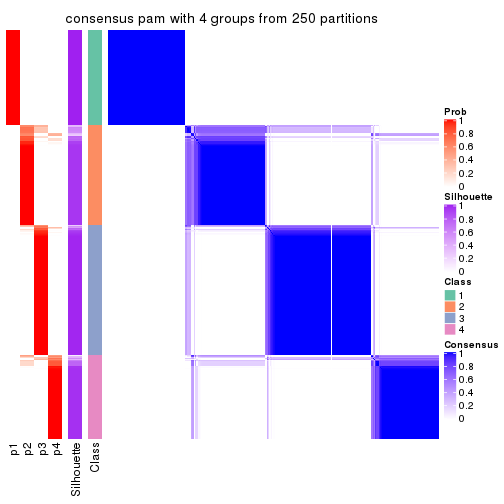 consensus pam with 4 groups from 250 partitions
Prob
1
0.8
0.6
0.4
0.2
0
Silhouette
1
0.8
0.6
0.4
0.2
0
Class
1
2
3
4
Consensus
1
0.8
0.6
0.4
0.2
0
p1
p2
p3
p4
Silhouette
Class